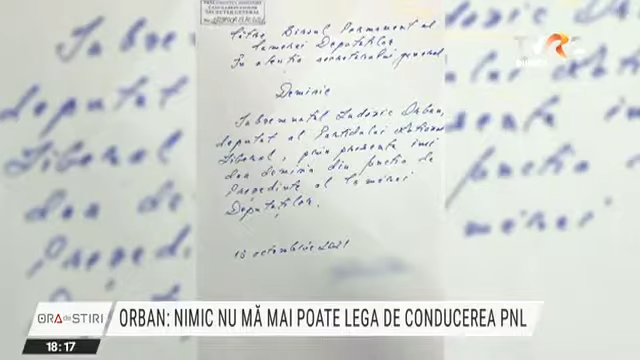 Către, Biroul Permanent al
Camerei Deputaților
În atenția secretarului general
Demisie
Subsemnatul Ludovic Orban,
deputat al Partidului Național
Liberal, prin prezenta îmi
dau demisia din funcția de
Președinte al Camerei
Deputaților.
13 octombrie 2021
TVR
ORA de ȘTIRI
ORBAN: NIMIC NU MĂ MAI POATE LEGA DE CONDUCEREA PNL
18:17